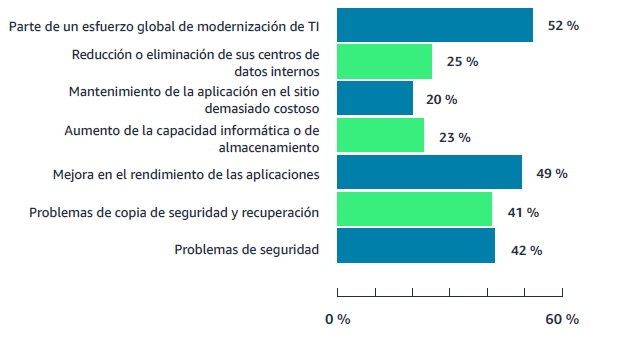 Parte de un esfuerzo global de modernización de TI
52 %
Reducción o eliminación de sus centros de
datos internos
25 %
Mantenimiento de la aplicación en el sitio
demasiado costoso
20 %
Aumento de la capacidad informática o de
almacenamiento
23 %
Mejora en el rendimiento de las aplicaciones
49 %
Problemas de copia de seguridad y recuperación
41 %
Problemas de seguridad
42 %
0 %
60 %